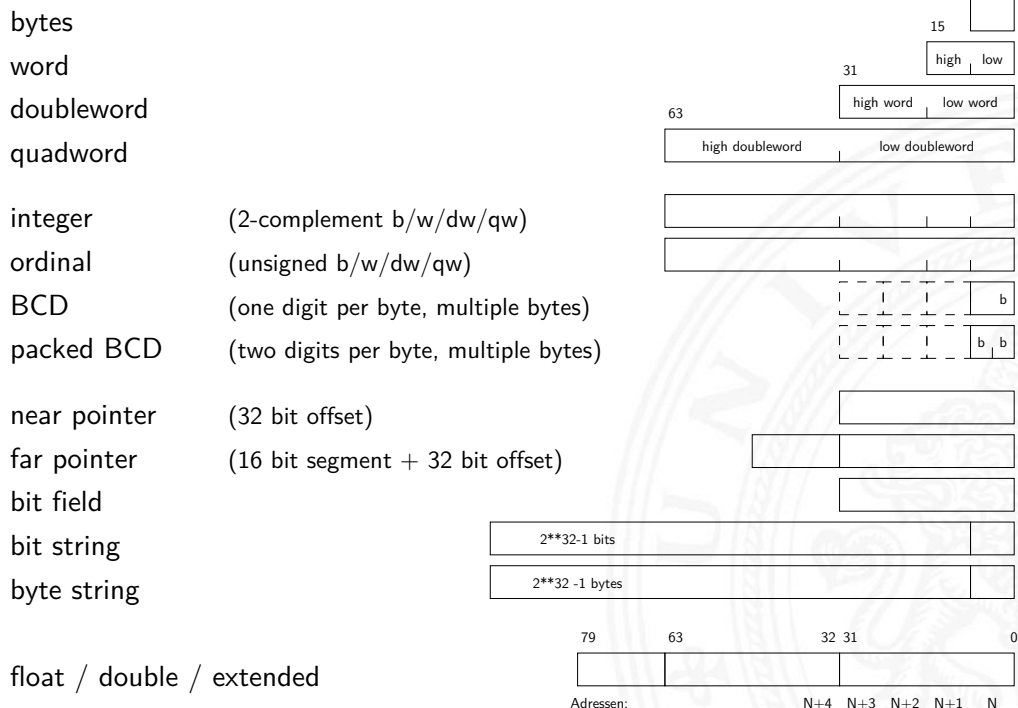 bytes
15
word high low
31
doubleword high word low word
63
quadword high doubleword low doubleword
integer (2-complement b/w/dw/qw)
ordinal (unsigned b/w/dw/qw)
BCD (one digit per byte, multiple bytes) b
packed BCD (two digits per byte, multiple bytes) b b
near pointer (32 bit offset)
far pointer (16 bit segment + 32 bit offset)
bit field
bit string 2**32-1 bits
byte string 2**32 -1 bytes
79 63 32 31 0
float / double / extended
Adressen: N+4 N+3 N+2 N+1 N
UNIVE